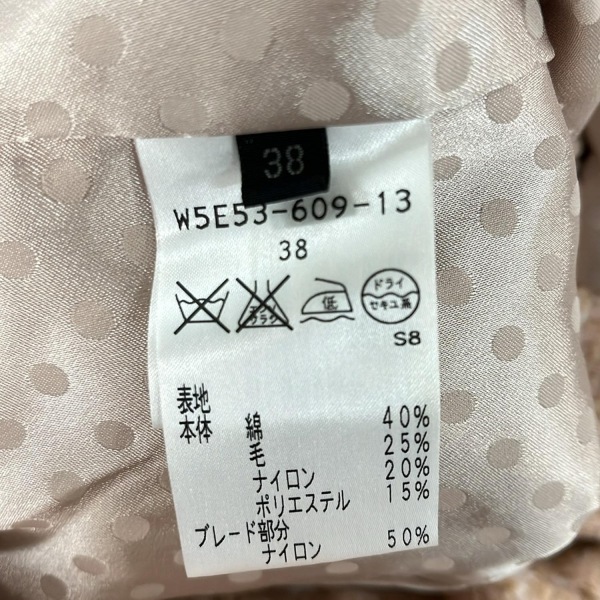 38
W5E53-609-13
38
低
ドライ
セキユ系
S8
表地
本体 綿 40%
毛 25%
ナイロン 20%
ポリエステル 15%
ブレード部分
ナイロン 50%